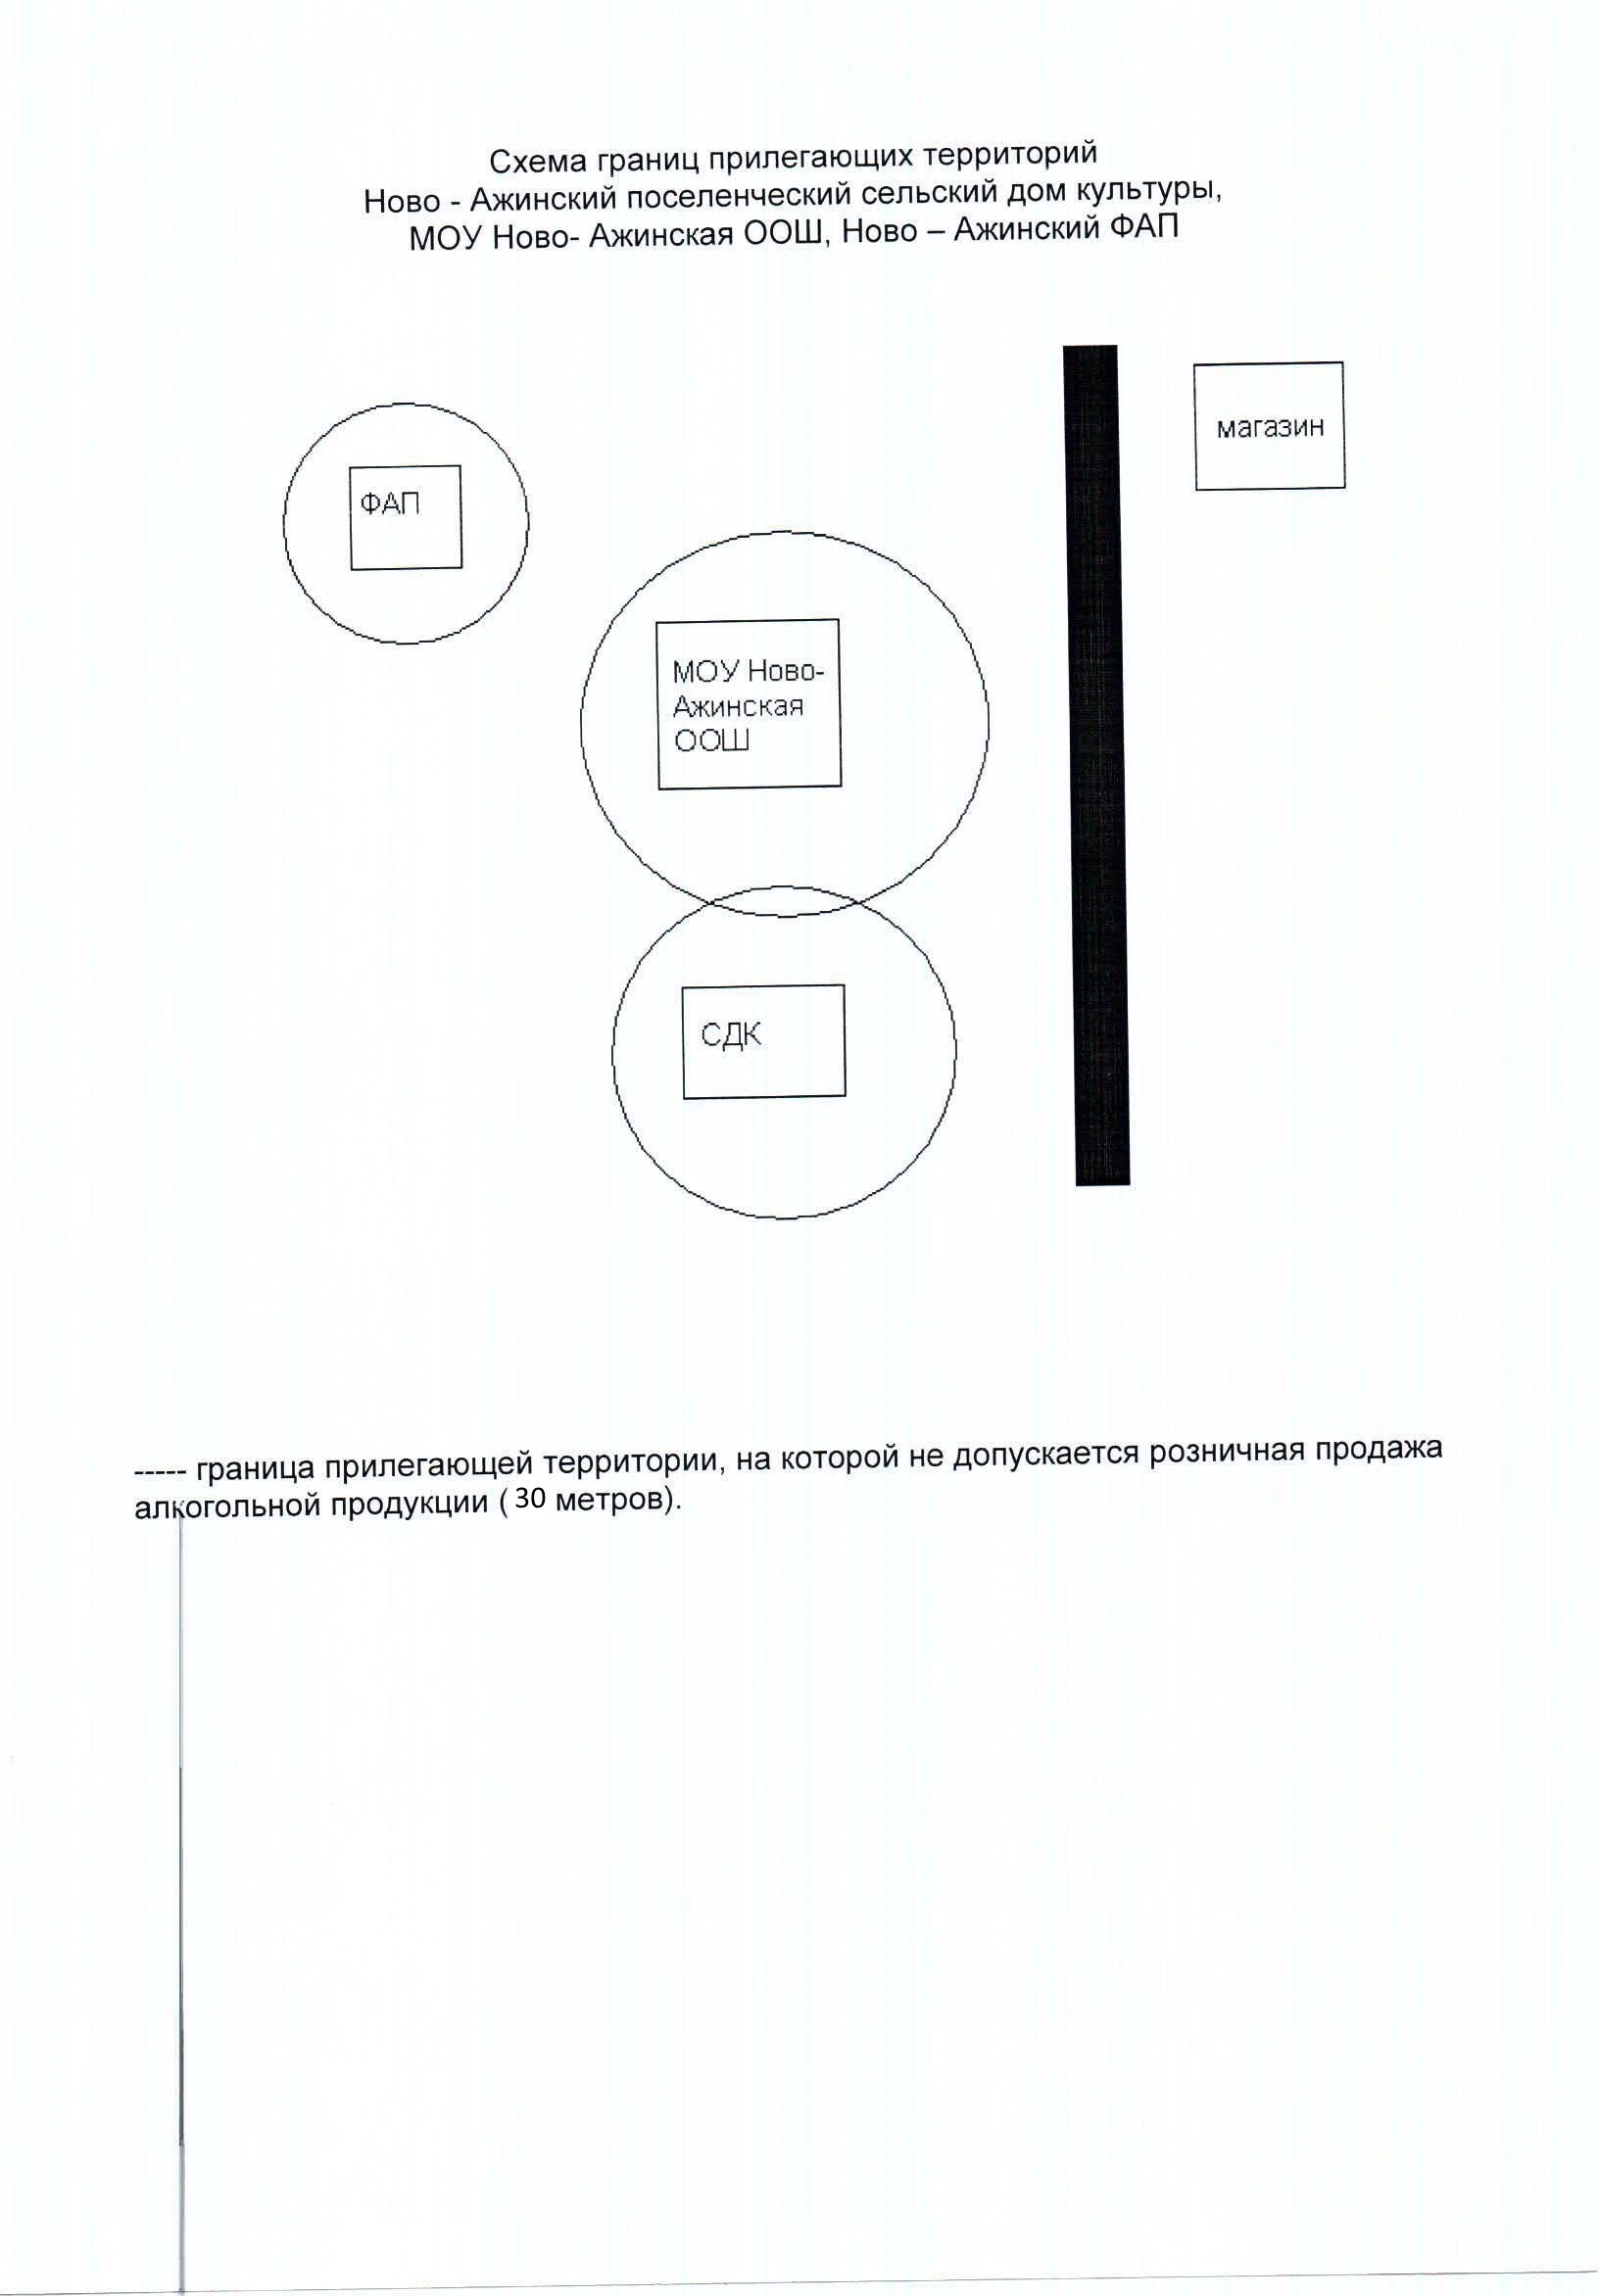 Схема границ прилегающих территорий
Ново - Ажинский поселенческий сельский дом культуры,
МОУ Ново- Ажинская ООШ, Ново – Ажинский ФАП
магазин
ФАП
МОУ Ново-
Ажинская
ООШ
СДК
----- граница прилегающей территории, на которой не допускается розничная продажа
алкогольной продукции ( 30 метров).